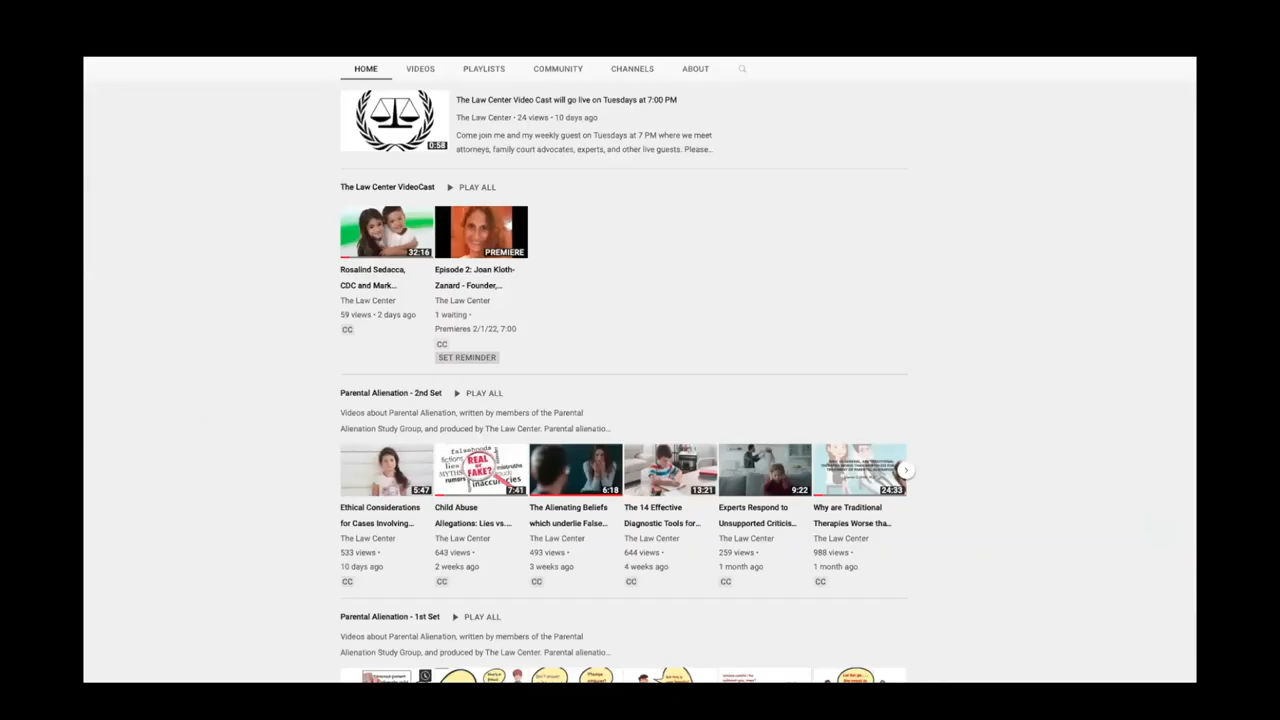 HOME VIDEOS PLAYLISTS COMMUNITY CHANNELS ABOUT
The Law Center Video Cast will go live on Tuesdays at 7:00 PM
The Law Center • 24 views • 10 days ago
0:58
Come join me and my weekly guest on Tuesdays at 7 PM where we meet
attorneys, family court advocates, experts, and other live guests. Please...
The Law Center VideoCast PLAY ALL
32:16
Rosalind Sedacca,
CDC and Mark...
The Law Center
59 views • 2 days ago
CC
PREMIERE
Episode 2: Joan Kloth-
Zanard - Founder,...
The Law Center
1 waiting •
Premieres 2/1/22, 7:00
CC
SET REMINDER
Parental Alienation - 2nd Set PLAY ALL
Videos about Parental Alienation, written by members of the Parental
Alienation Study Group, and produced by The Law Center. Parental alienatio...
5:47
Ethical Considerations
for Cases Involving...
The Law Center
533 views •
10 days ago
CC
falsehoods
fictions
lies
MYTHS
rumors
REAL
or
FAKE?
mistruths
inaccuracies
7:41
Child Abuse
Allegations: Lies vs....
The Law Center
643 views •
2 weeks ago
CC
6:18
The Alienating Beliefs
which underlie False...
The Law Center
493 views •
3 weeks ago
CC
13:21
The 14 Effective
Diagnostic Tools for...
The Law Center
644 views •
4 weeks ago
CC
9:22
Experts Respond to
Unsupported Criticis...
The Law Center
259 views •
1 month ago
CC
24:33
Why are Traditional
Therapies Worse tha...
The Law Center
988 views •
1 month ago
CC
Parental Alienation - 1st Set PLAY ALL
Videos about Parental Alienation, written by members of the Parental
Alienation Study Group, and produced by The Law Center. Parental alienatio...